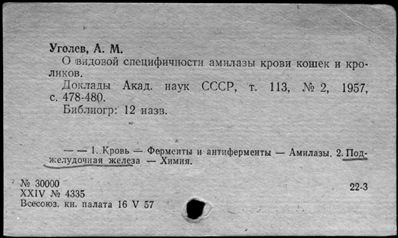 Уголев, А. М.
О видовой специфичности амилазы крови кошек и кро-
ликов.
Доклады Акад. наук СССР, т. 113, № 2, 1957,
с. 478-480.
Библиогр: 12 назв.
— — 1. Кровь — Ферменты и антиферменты — Амилазы. 2. Под-
желудочная железа — Химия.
№ 30000
22-3
XXIV № 4335
Всесоюз. кн. палата 16 V 57